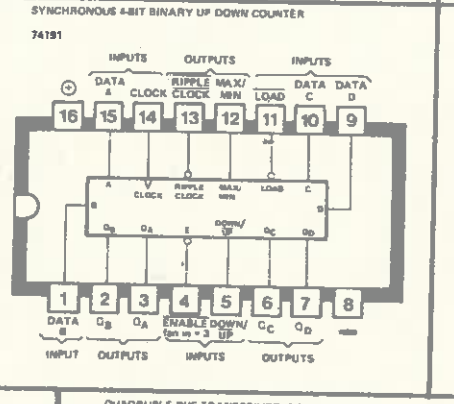 SYNCHRONOUS 4-BIT BINARY UP DOWN COUNTER
74191
INPUTS OUTPUTS INPUTS
DATA A CLOCK RIPPLE CLOCK MAX/MIN LOAD DATA C DATA D
16 15 14 13 12 11 10 9
A CLOCK RIPPLE CLOCK MAX/MIN LOAD C
B D
QB QA E DOWN/UP QC QD
1 2 3 4 5 6 7 8
DATA B QB QA ENABLE fan in = 3 DOWN/UP QC QD
INPUT OUTPUTS INPUTS OUTPUTS